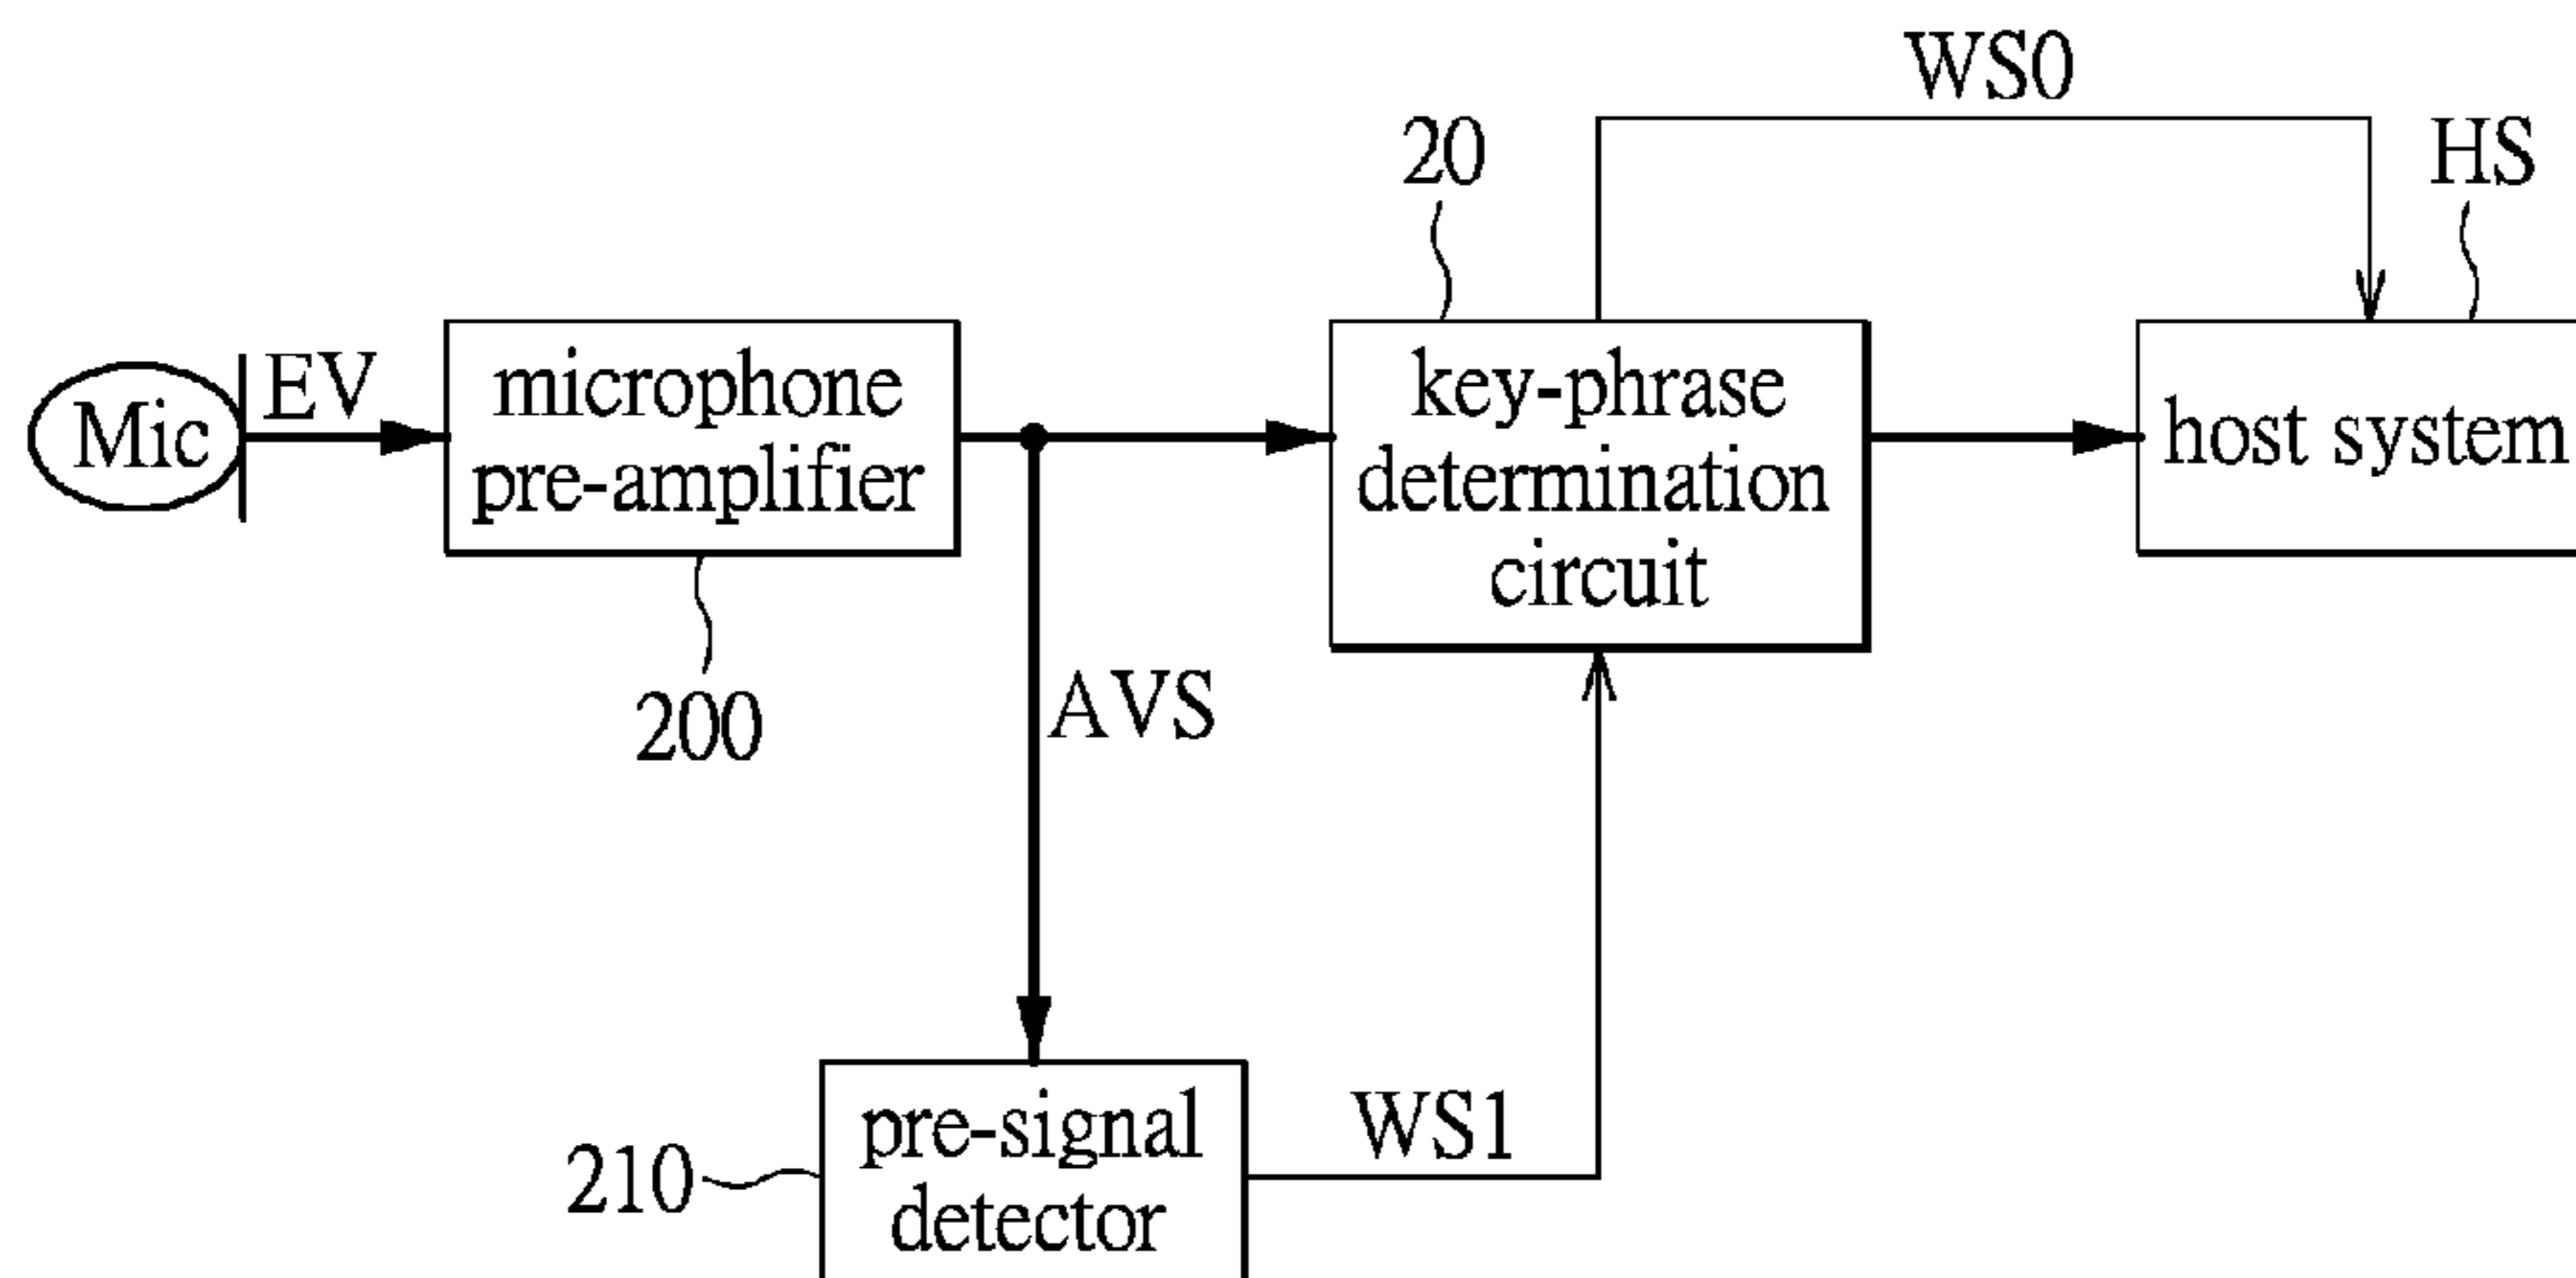 WS0
20
HS
Mic
EV
microphone
pre-amplifier
key-phrase
determination
circuit
host system
200
AVS
210
pre-signal
detector
WS1